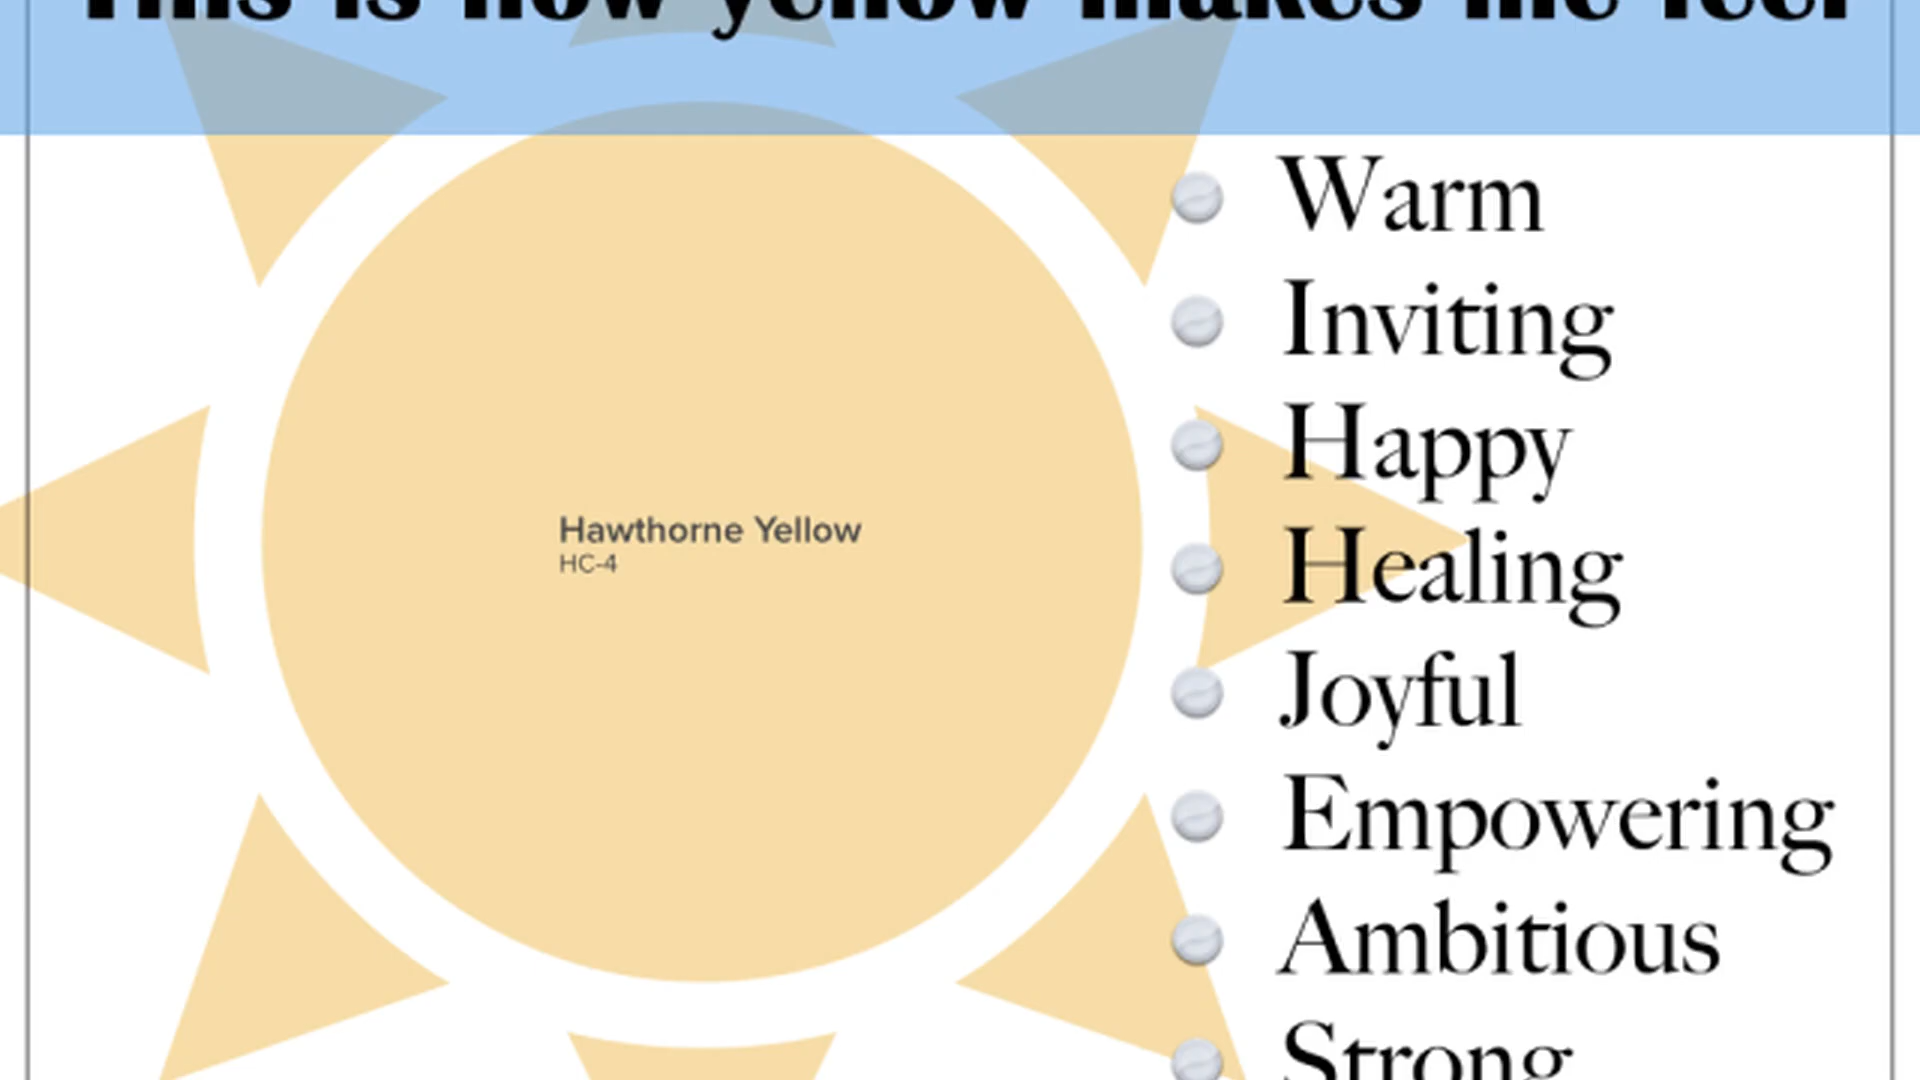 This is how yellow makes me feel
Warm
Inviting
Happy
Hawthorne Yellow
HC-4
Healing
Joyful
Empowering
Ambitious
Strong